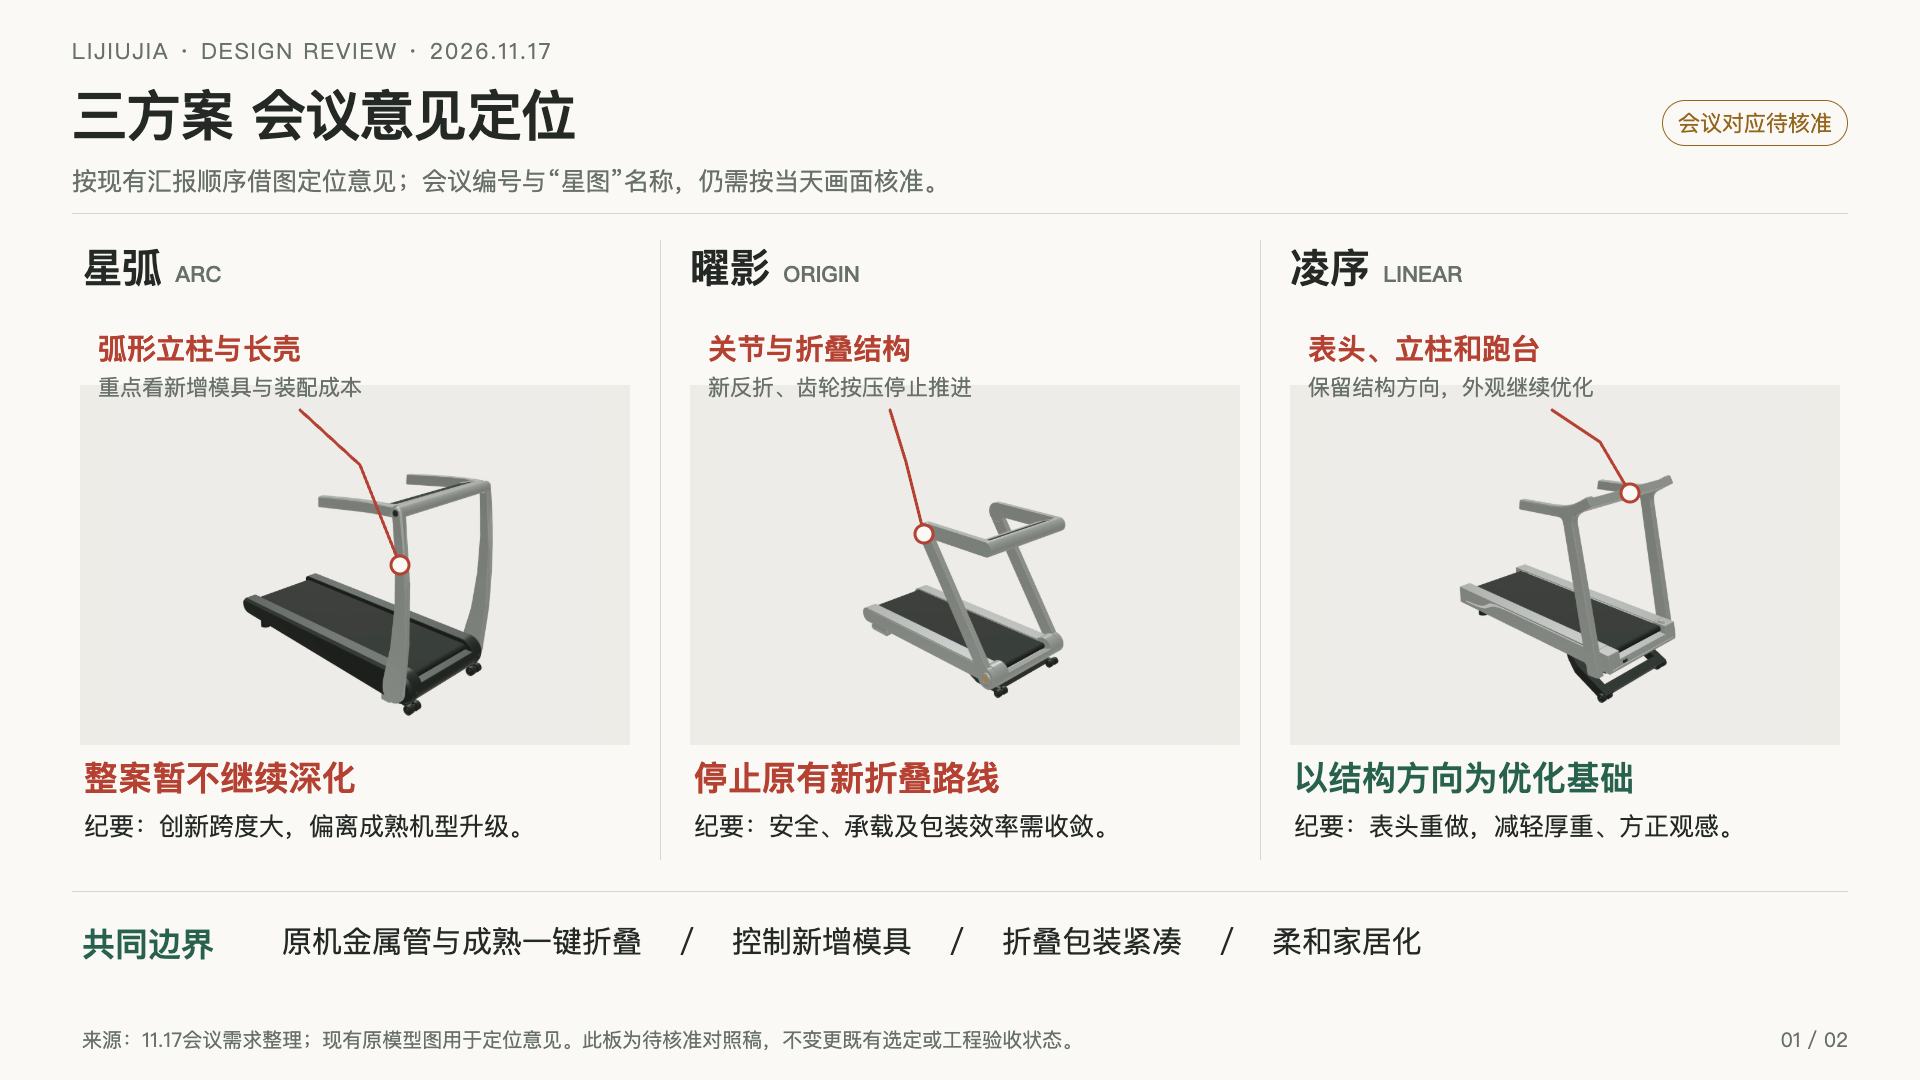 LIJIUJIA · DESIGN REVIEW · 2026.11.17
三方案 会议意见定位
会议对应待核准
按现有汇报顺序借图定位意见；会议编号与“星图”名称，仍需按当天画面核准。
星弧 ARC
弧形立柱与长壳
重点看新增模具与装配成本
整案暂不继续深化
纪要：创新跨度大，偏离成熟机型升级。
曜影 ORIGIN
关节与折叠结构
新反折、齿轮按压停止推进
停止原有新折叠路线
纪要：安全、承载及包装效率需收敛。
凌序 LINEAR
表头、立柱和跑台
保留结构方向，外观继续优化
以结构方向为优化基础
纪要：表头重做，减轻厚重、方正观感。
共同边界 原机金属管与成熟一键折叠 / 控制新增模具 / 折叠包装紧凑 / 柔和家居化
来源：11.17会议需求整理；现有原模型图用于定位意见。此板为待核准对照稿，不变更既有选定或工程验收状态。
01 / 02